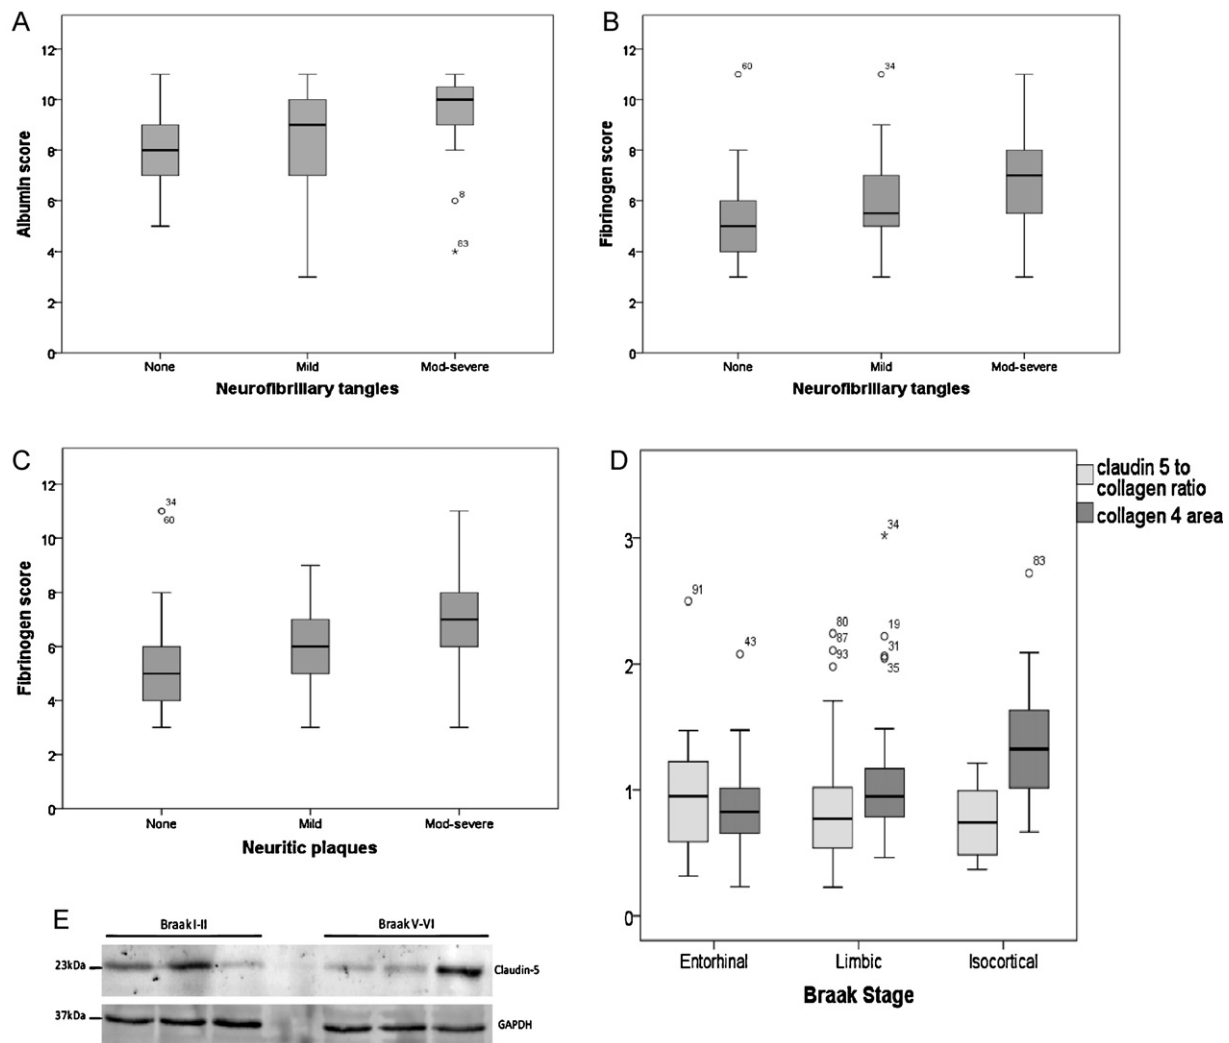 A
12
10
8
6
4
2
0
Albumin score
8
83
None Mild Mod-severe
Neurofibrillary tangles
B
12
10
8
6
4
2
0
Fibrinogen score
60
34
None Mild Mod-severe
Neurofibrillary tangles
C
12
10
8
6
4
2
0
Fibrinogen score
34
60
None Mild Mod-severe
Neuritic plaques
D
3
2
1
0
91
43
80
87
93
34
19
31
35
83
claudin 5 to
collagen ratio
collagen 4 area
Entorhinal Limbic Isocortical
Braak Stage
E
Braak I-II Braak V-VI
23kDa
Claudin-5
37kDa
GAPDH